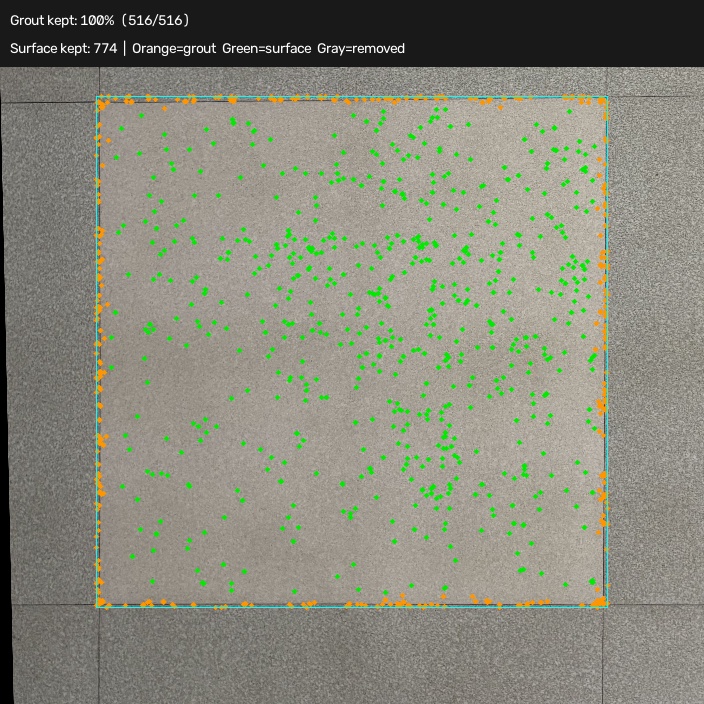 Grout kept: 100% (516/516)
Surface kept: 774 | Orange=grout Green=surface Gray=removed